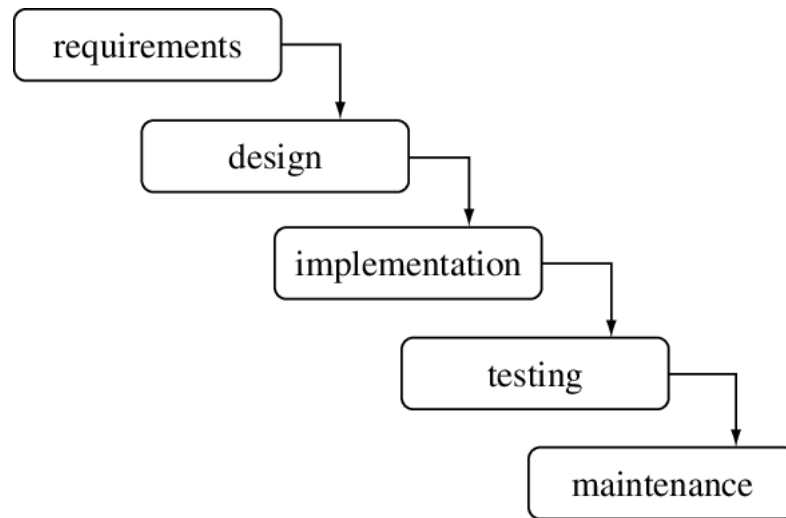 requirements
design
implementation
testing
maintenance